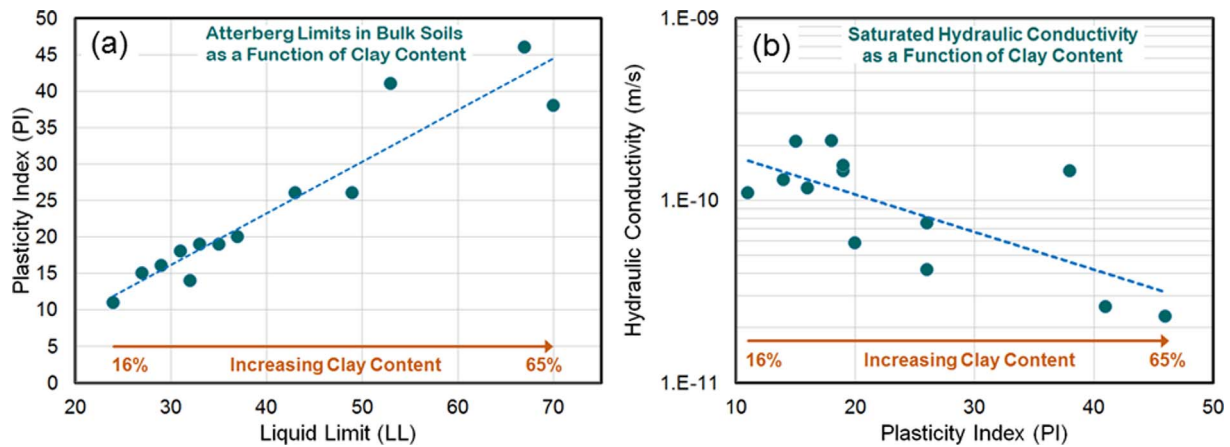 (a)
Atterberg Limits in Bulk Soils
as a Function of Clay Content
Plasticity Index (PI)
50
45
40
35
30
25
20
15
10
5
0
16%
Increasing Clay Content
65%
20
30
40
50
60
70
Liquid Limit (LL)
(b)
Saturated Hydraulic Conductivity
as a Function of Clay Content
Hydraulic Conductivity (m/s)
1.E-09
1.E-10
1.E-11
16%
Increasing Clay Content
65%
10
20
30
40
50
Plasticity Index (PI)